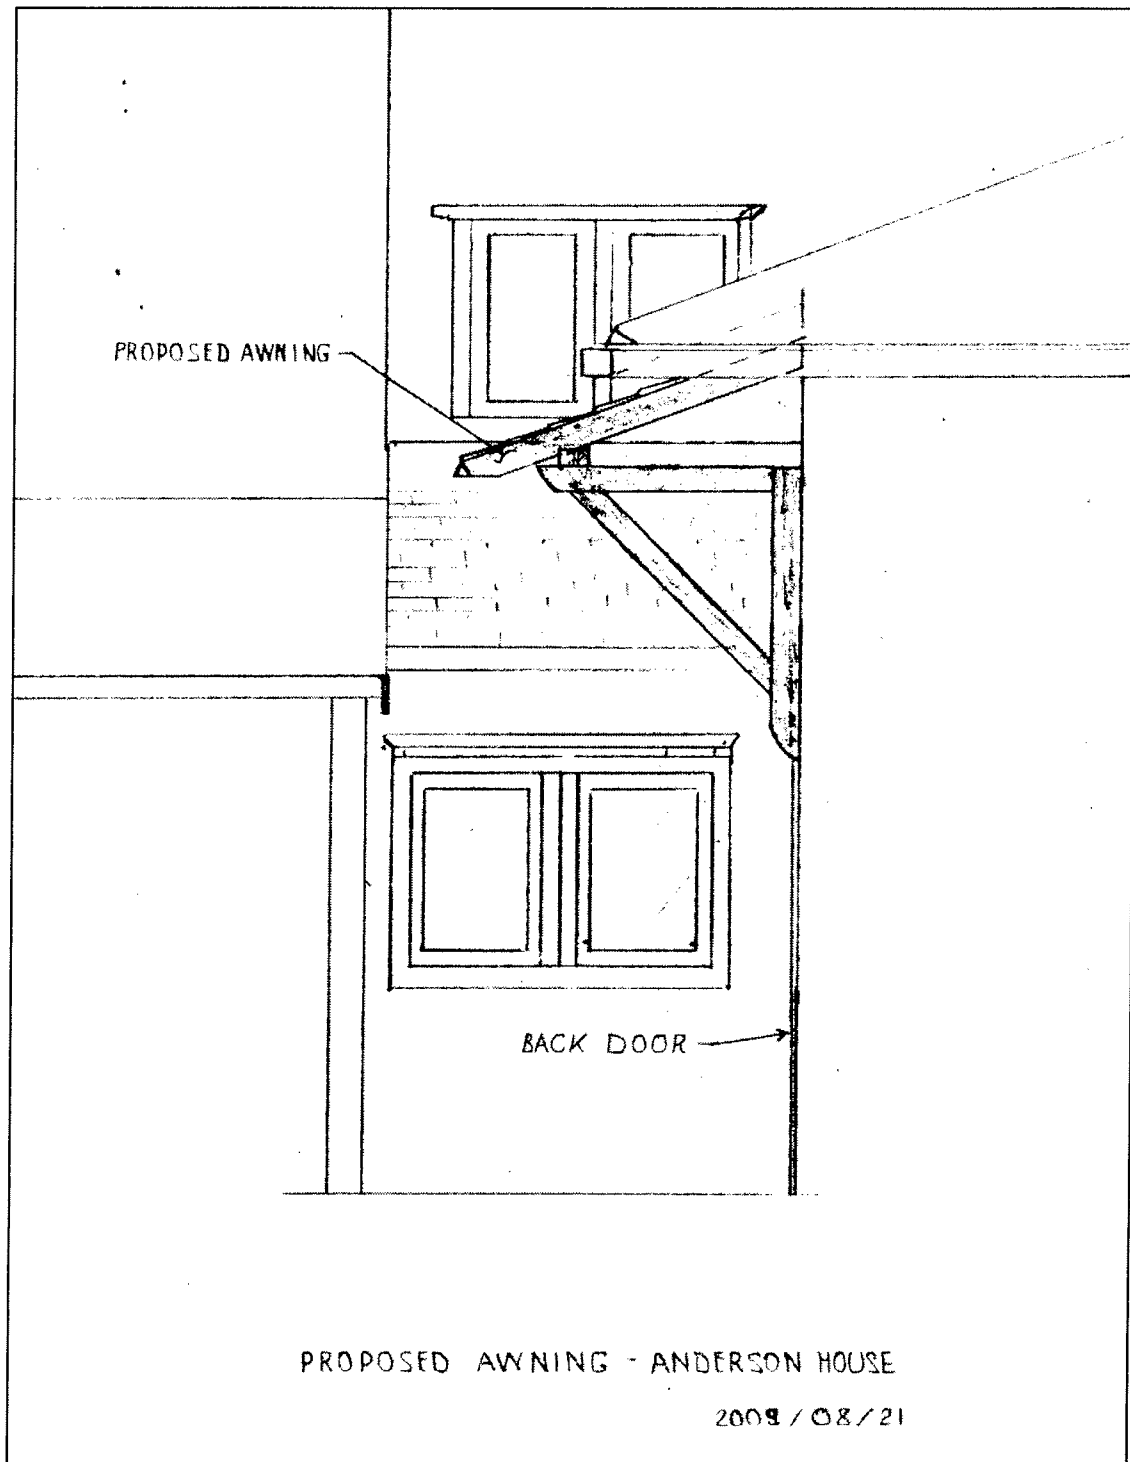 PROPOSED AWNING
BACK DOOR
PROPOSED AWNING - ANDERSON HOUSE
/ 08 / 21